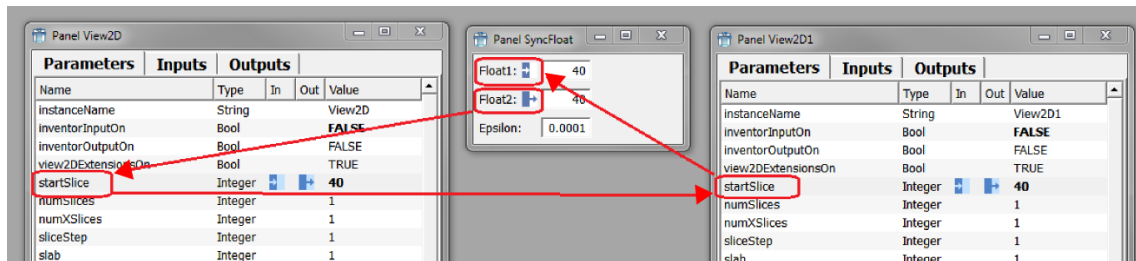 Panel View2D
Parameters Inputs Outputs
Name Type In Out Value
instanceName String View2D
inventorInputOn Bool FALSE
inventorOutputOn Bool FALSE
view2DExtensionsOn Bool TRUE
startSlice Integer 40
numSlices Integer 1
numXSlices Integer 1
sliceStep Integer 1
slab Integer 1
Panel SyncFloat
Float1: 40
Float2: 40
Epsilon: 0.0001
Panel View2D1
Parameters Inputs Outputs
Name Type In Out Value
instanceName String View2D1
inventorInputOn Bool FALSE
inventorOutputOn Bool FALSE
view2DExtensionsOn Bool TRUE
startSlice Integer 40
numSlices Integer 1
numXSlices Integer 1
sliceStep Integer 1
slab Integer 1